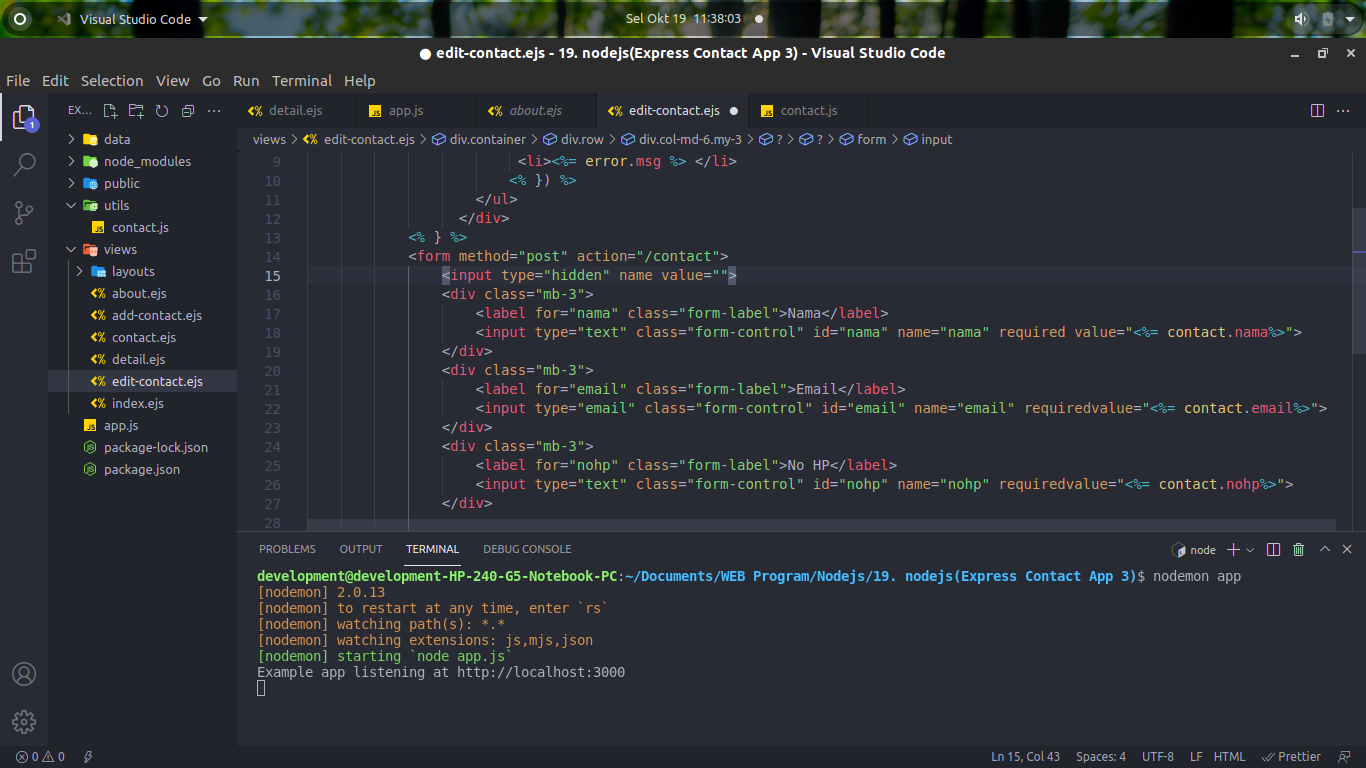 Visual Studio Code
Sel Okt 19 11:38:03
● edit-contact.ejs - 19. nodejs(Express Contact App 3) - Visual Studio Code
File Edit Selection View Go Run Terminal Help
EX...
detail.ejs
app.js
about.ejs
edit-contact.ejs
contact.js
views > edit-contact.ejs > div.container > div.row > div.col-md-6.my-3 > ? > ? > form > input
1
data
node_modules
public
utils
contact.js
views
layouts
about.ejs
add-contact.ejs
contact.ejs
detail.ejs
edit-contact.ejs
index.ejs
app.js
package-lock.json
package.json
9 <li><%= error.msg %> </li>
10 <% }) %>
11 </ul>
12 </div>
13 <% } %>
14 <form method="post" action="/contact">
15 <input type="hidden" name value="">
16 <div class="mb-3">
17 <label for="nama" class="form-label">Nama</label>
18 <input type="text" class="form-control" id="nama" name="nama" required value="<%= contact.nama%>">
19 </div>
20 <div class="mb-3">
21 <label for="email" class="form-label">Email</label>
22 <input type="email" class="form-control" id="email" name="email" requiredvalue="<%= contact.email%>">
23 </div>
24 <div class="mb-3">
25 <label for="nohp" class="form-label">No HP</label>
26 <input type="text" class="form-control" id="nohp" name="nohp" requiredvalue="<%= contact.nohp%>">
27 </div>
28
PROBLEMS OUTPUT TERMINAL DEBUG CONSOLE
node
development@development-HP-240-G5-Notebook-PC:~/Documents/WEB Program/Nodejs/19. nodejs(Express Contact App 3)$ nodemon app
[nodemon] 2.0.13
[nodemon] to restart at any time, enter `rs`
[nodemon] watching path(s): *.*
[nodemon] watching extensions: js,mjs,json
[nodemon] starting `node app.js`
Example app listening at http://localhost:3000
0 0
Ln 15, Col 43 Spaces: 4 UTF-8 LF HTML Prettier